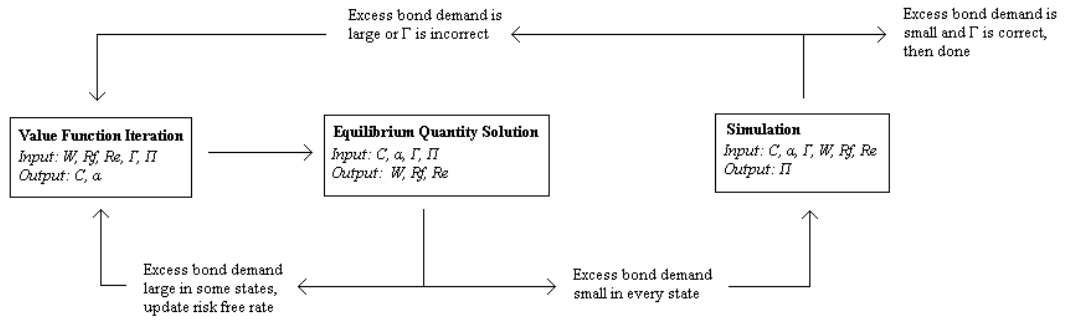 Excess bond demand is
large or Γ is incorrect
Excess bond demand is
small and Γ is correct,
then done
Value Function Iteration
Input: W, Rf, Re, Γ, Π
Output: C, α
Equilibrium Quantity Solution
Input: C, α, Γ, Π
Output: W, Rf, Re
Simulation
Input: C, α, Γ, W, Rf, Re
Output: Π
Excess bond demand
large in some states,
update risk free rate
Excess bond demand
small in every state